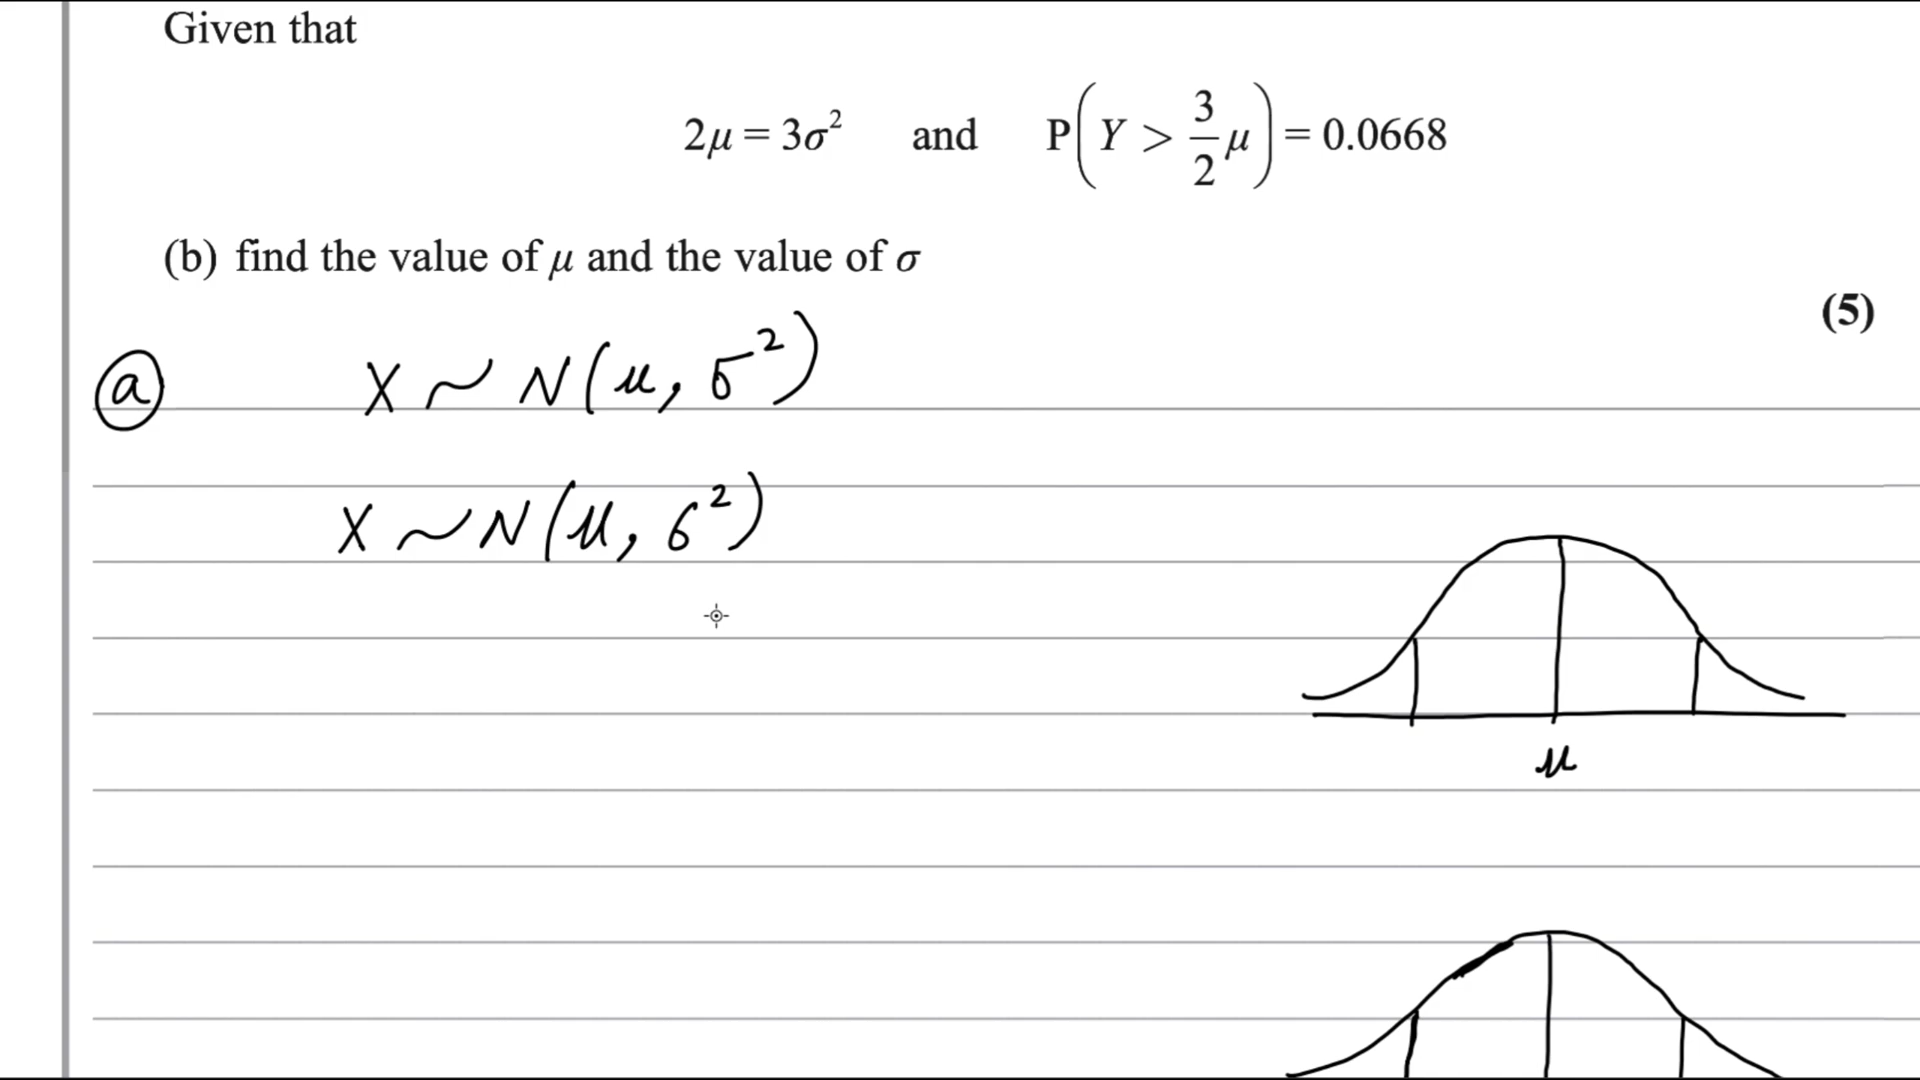 Given that
2μ = 3σ² and P(Y > 3/2 μ) = 0.0668
(b) find the value of μ and the value of σ
(5)
(a) X ~ N(μ, σ²)
X ~ N(μ, 6²)
μ